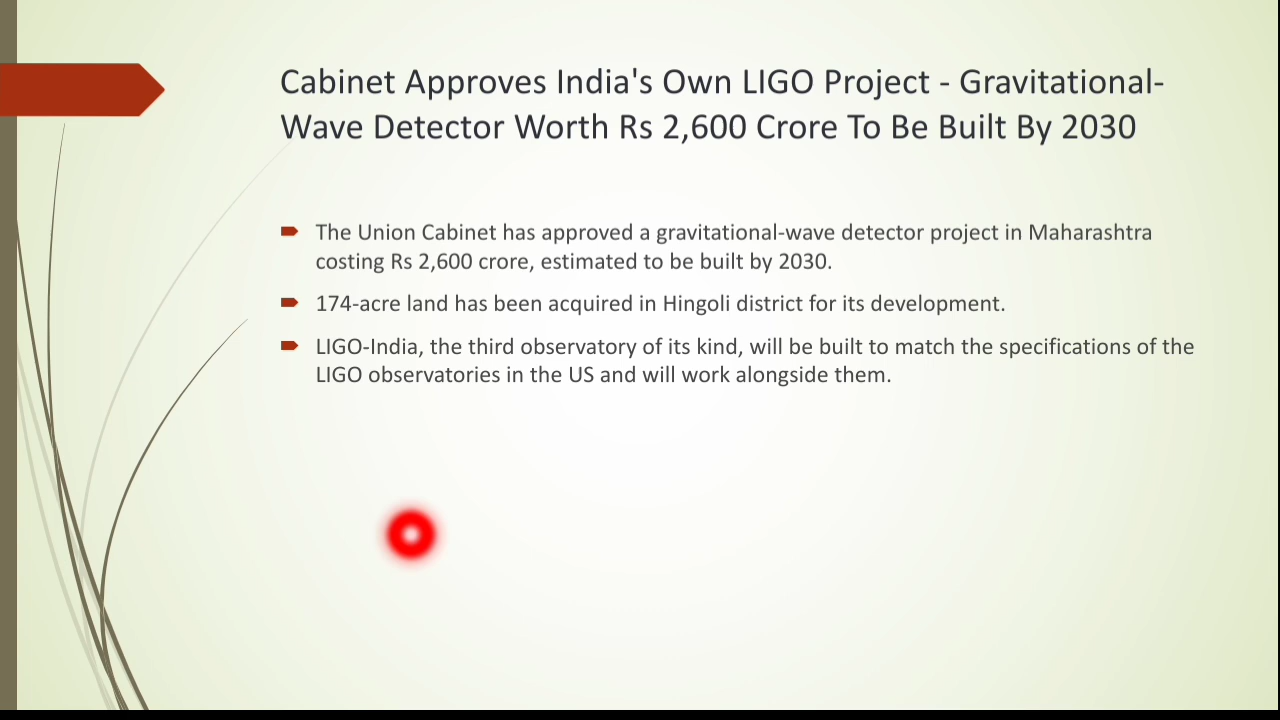 Cabinet Approves India's Own LIGO Project - Gravitational-
Wave Detector Worth Rs 2,600 Crore To Be Built By 2030
The Union Cabinet has approved a gravitational-wave detector project in Maharashtra
costing Rs 2,600 crore, estimated to be built by 2030.
174-acre land has been acquired in Hingoli district for its development.
LIGO-India, the third observatory of its kind, will be built to match the specifications of the
LIGO observatories in the US and will work alongside them.